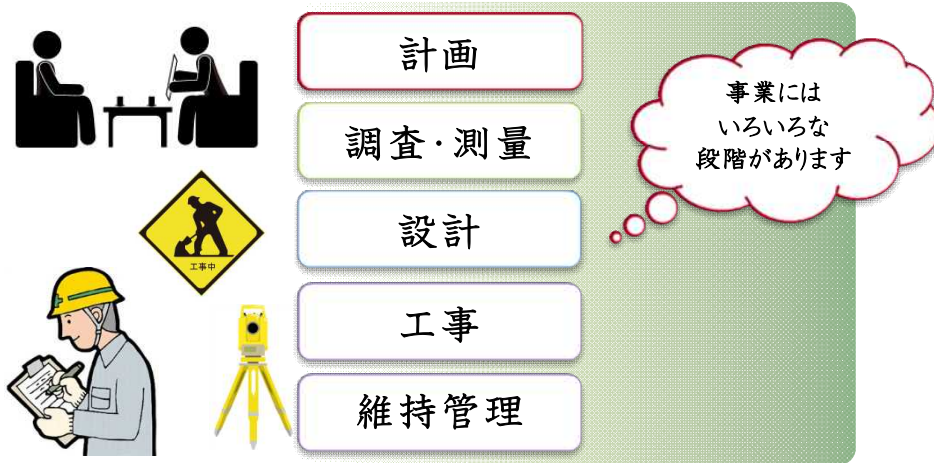 計画
調査・測量
設計
工事
維持管理
事業には
いろいろな
段階があります
工事中